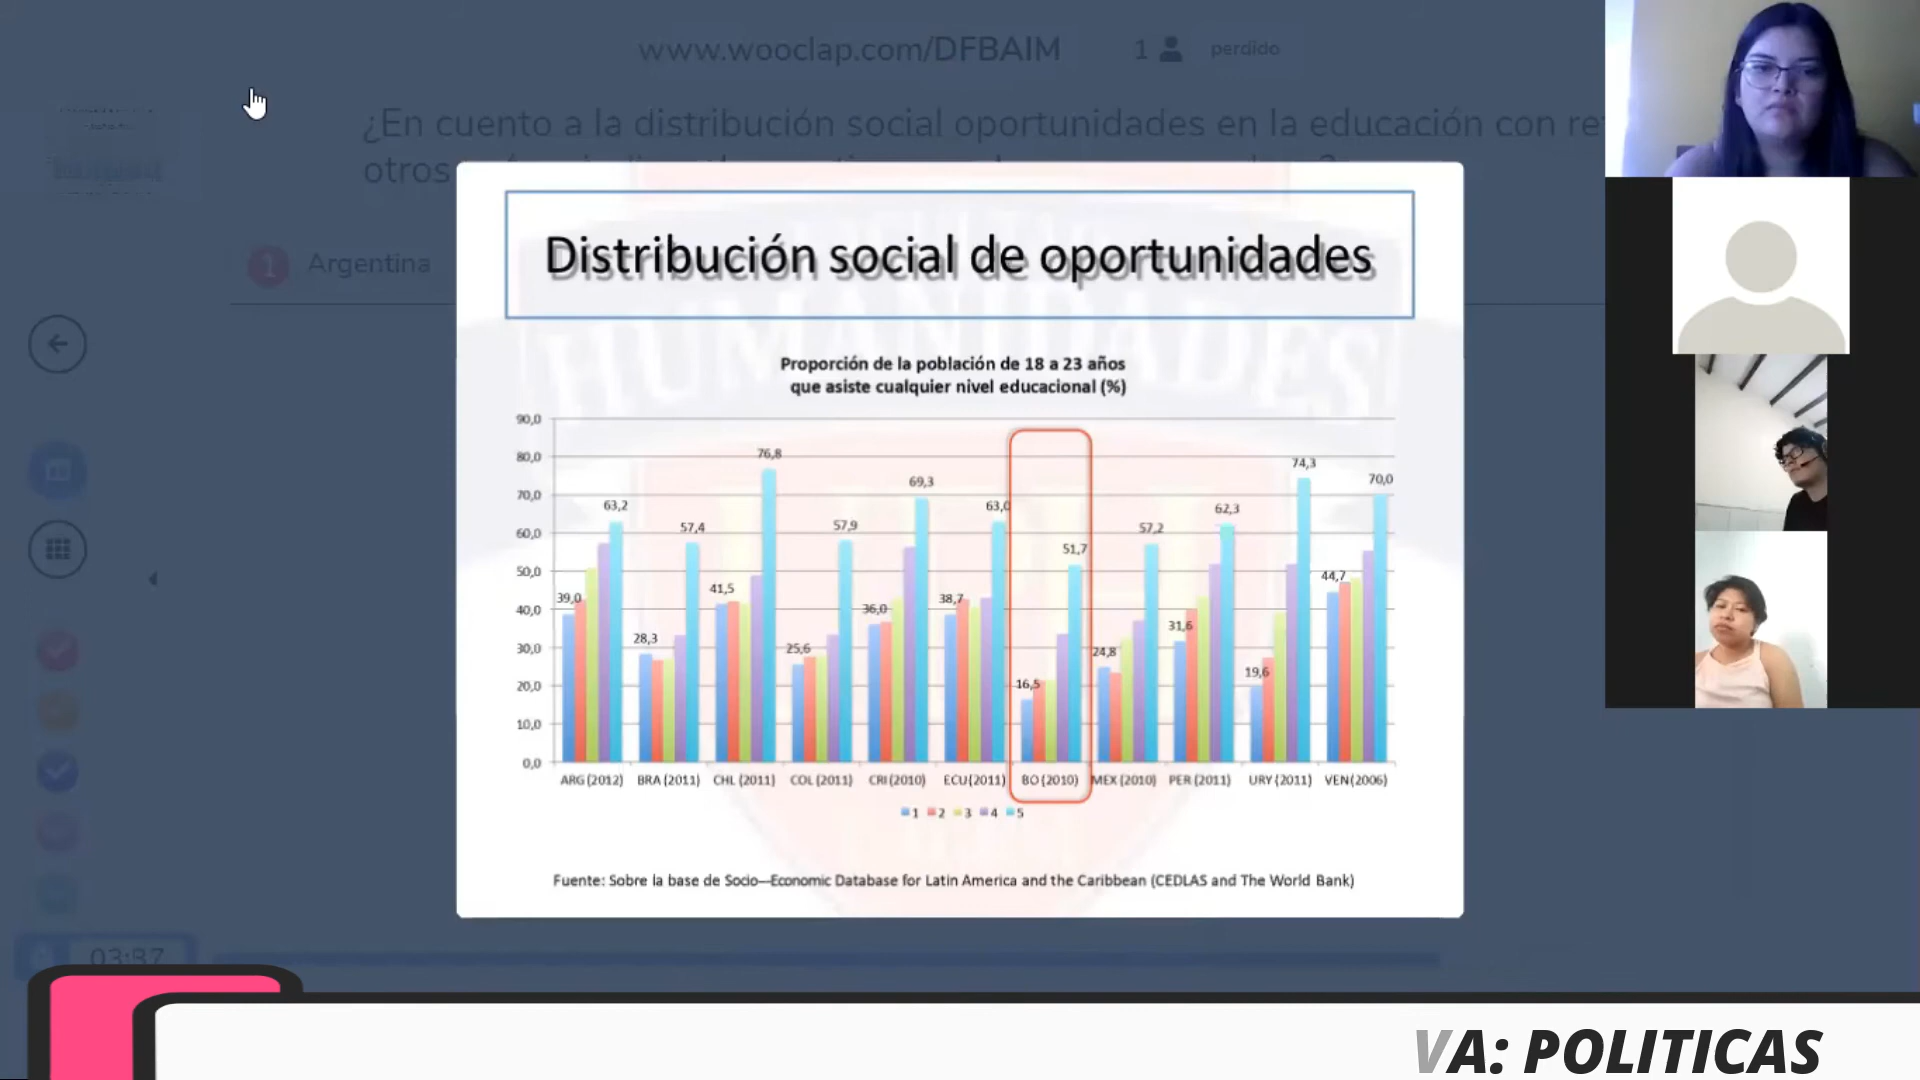 www.wooclap.com/DFBAIM 1 perdido
¿En cuento a la distribución social oportunidades en la educación con re
otros
1 Argentina
Distribución social de oportunidades
HUMANIDADES
Proporción de la población de 18 a 23 años
que asiste cualquier nivel educacional (%)
90,0
80,0
70,0
60,0
50,0
40,0
30,0
20,0
10,0
0,0
39,0 63,2
28,3 57,4
41,5 76,8
25,6 57,9
36,0 69,3
38,7 63,0
16,5 51,7
24,8 57,2
31,6 62,3
19,6 74,3
44,7 70,0
ARG (2012) BRA (2011) CHL (2011) COL (2011) CRI (2010) ECU (2011) BO (2010) MEX (2010) PER (2011) URY (2011) VEN (2006)
1 2 3 4 5
Fuente: Sobre la base de Socio—Economic Database for Latin America and the Caribbean (CEDLAS and The World Bank)
03:37
VA: POLITICAS